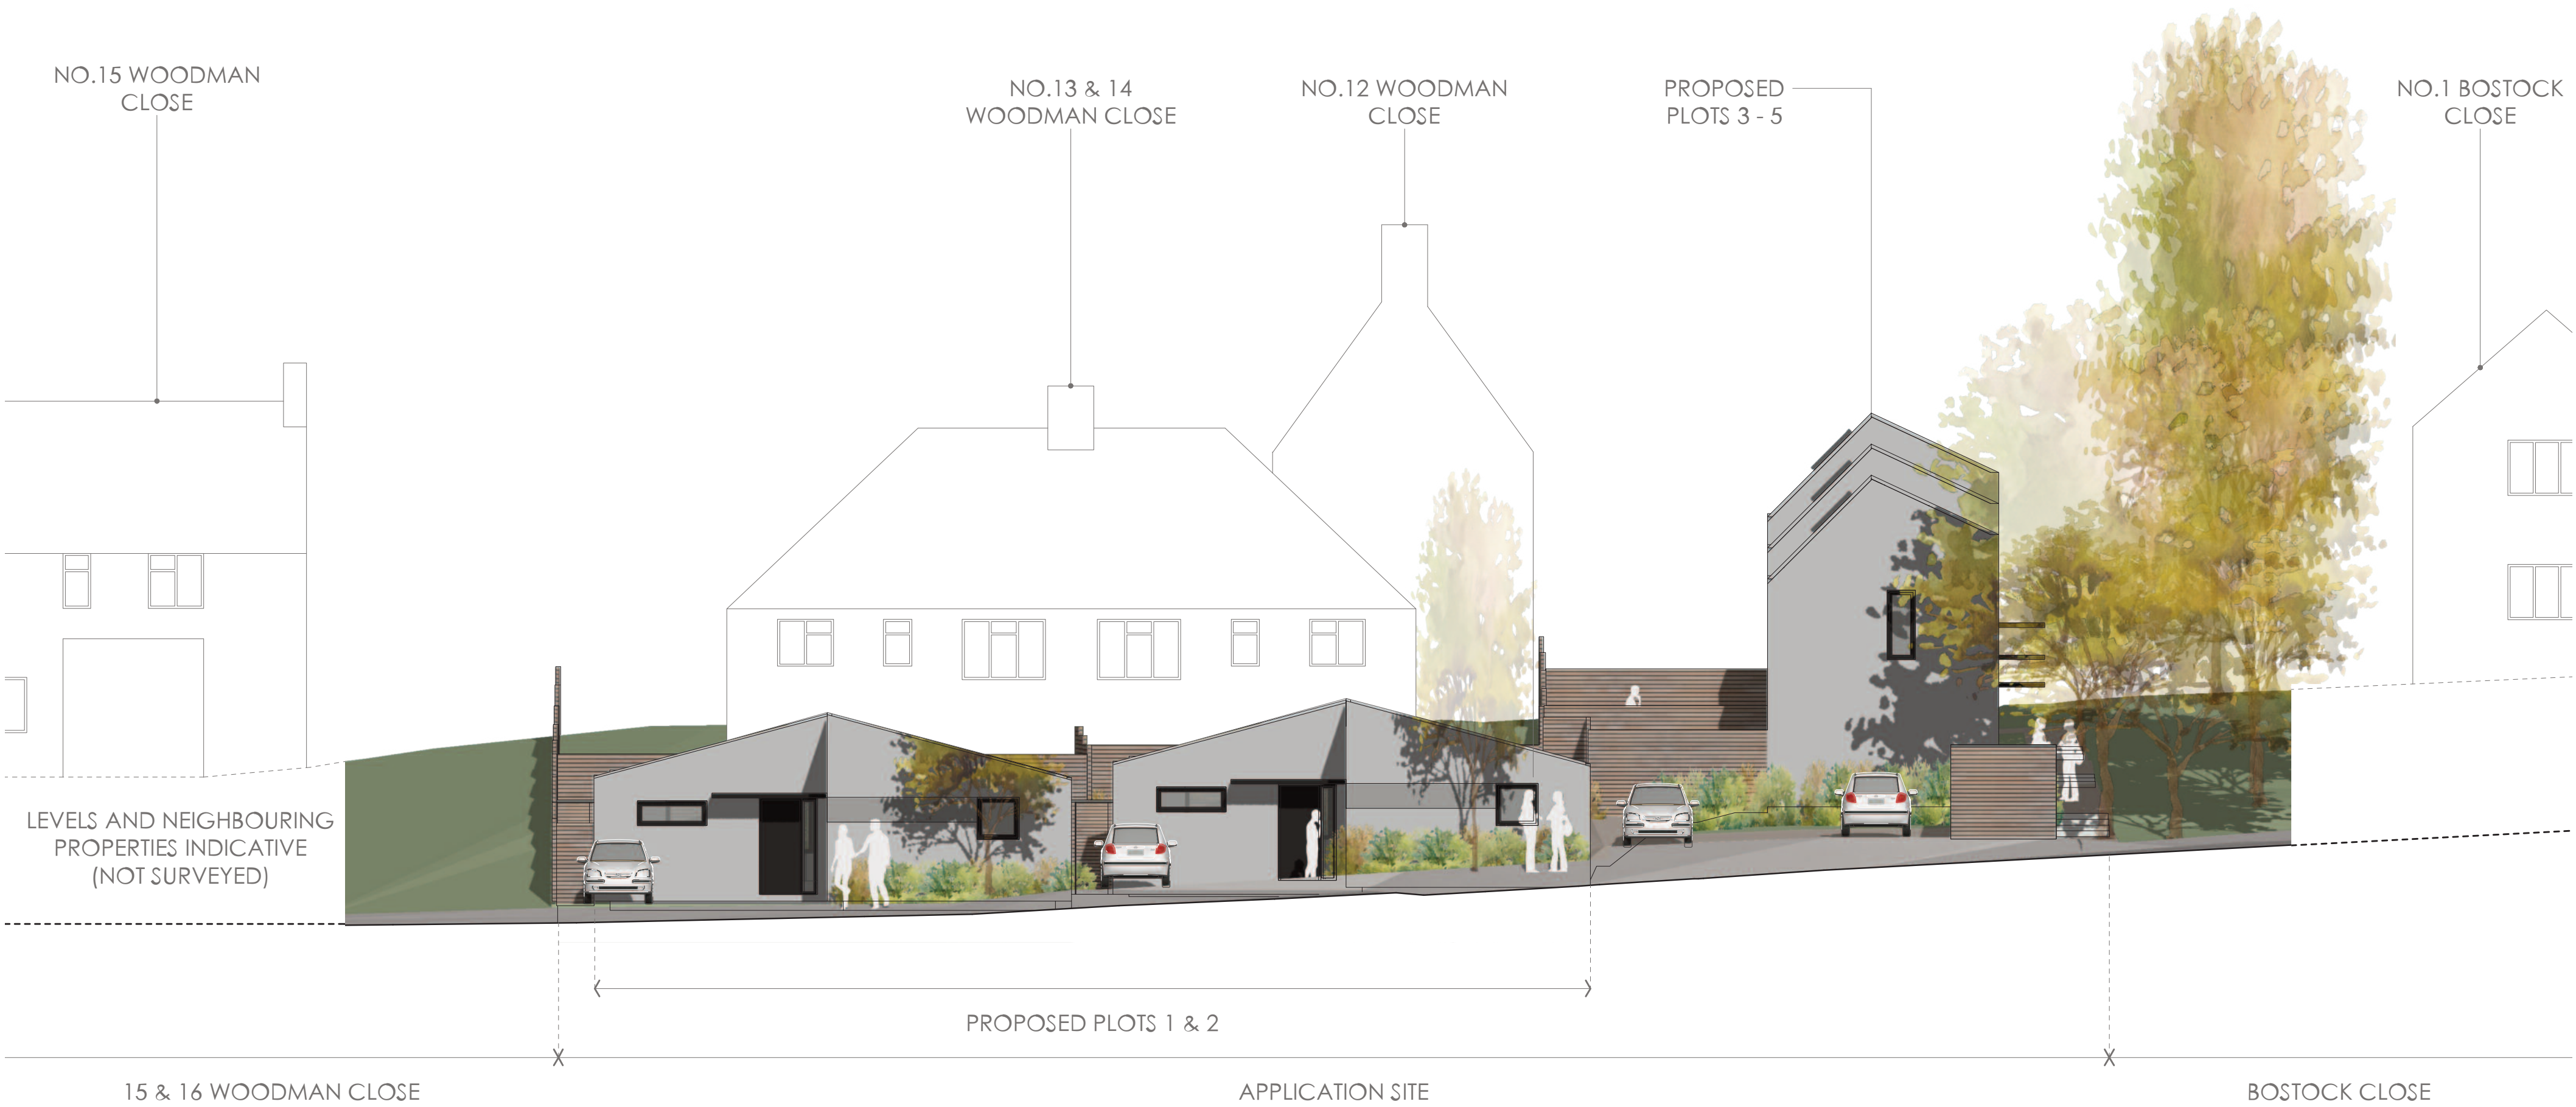 NO.15 WOODMAN
CLOSE
NO.13 & 14
WOODMAN CLOSE
NO.12 WOODMAN
CLOSE
PROPOSED
PLOTS 3 - 5
NO.1 BOSTOCK
CLOSE
LEVELS AND NEIGHBOURING
PROPERTIES INDICATIVE
(NOT SURVEYED)
PROPOSED PLOTS 1 & 2
15 & 16 WOODMAN CLOSE
APPLICATION SITE
BOSTOCK CLOSE